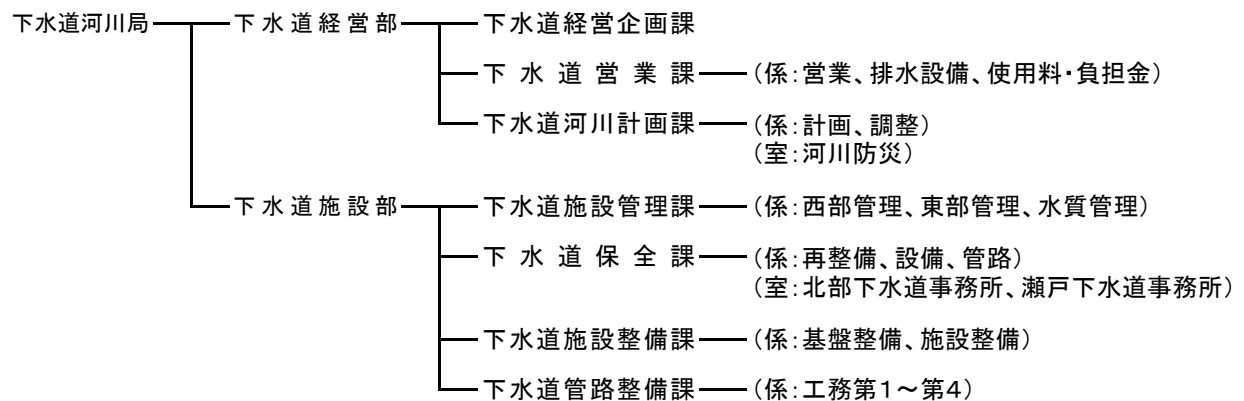 下水道河川局 下水道経営部 下水道経営企画課
下水道営業課 (係:営業、排水設備、使用料・負担金)
下水道河川計画課 (係:計画、調整)
(室:河川防災)
下水道施設部 下水道施設管理課 (係:西部管理、東部管理、水質管理)
下水道保全課 (係:再整備、設備、管路)
(室:北部下水道事務所、瀬戸下水道事務所)
下水道施設整備課 (係:基盤整備、施設整備)
下水道管路整備課 (係:工務第1~第4)